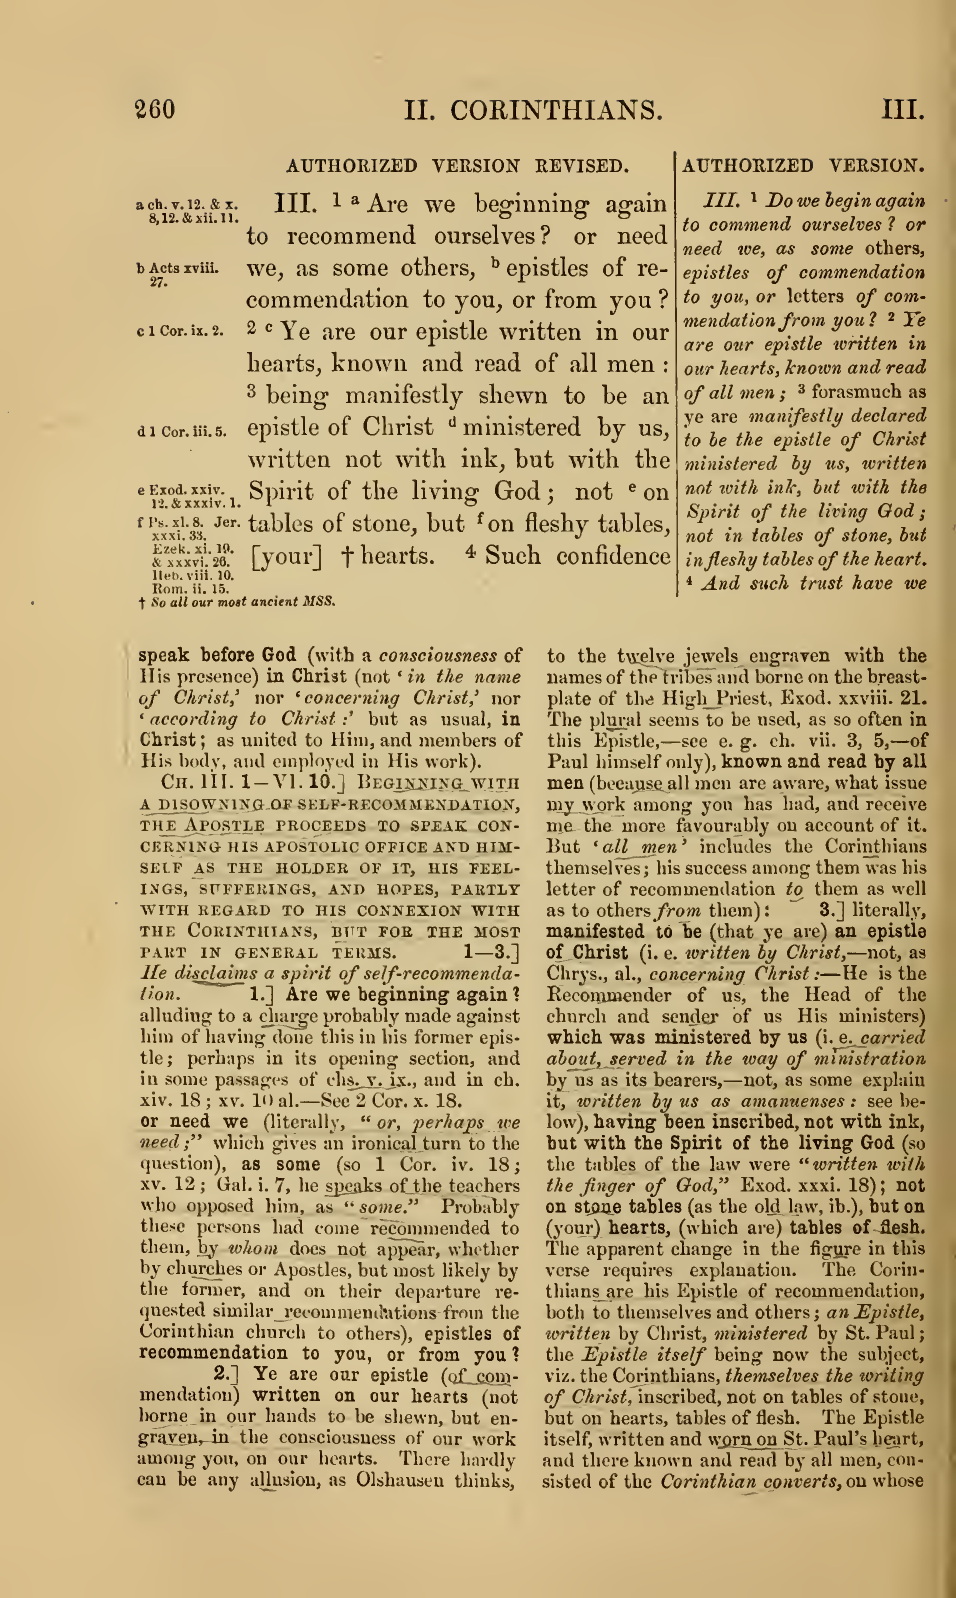 260
II. CORINTHIANS.
III.
AUTHORIZED VERSION REVISED.
a ch. v. 12. & x.
8, 12. & xii. 11.
b Acts xviii.
27.
c 1 Cor. ix. 2.
d 1 Cor. iii. 5.
e Exod. xxiv.
12. & xxxiv. 1.
f Ps. xl. 8. Jer.
xxxi. 33.
Ezek. xi. 19.
& xxxvi. 26.
Heb. viii. 10.
Rom. ii. 15.
† So all our most ancient MSS.
III. 1 a Are we beginning again
to recommend ourselves? or need
we, as some others, b epistles of re-
commendation to you, or from you?
2 c Ye are our epistle written in our
hearts, known and read of all men :
3 being manifestly shewn to be an
epistle of Christ d ministered by us,
written not with ink, but with the
Spirit of the living God; not e on
tables of stone, but f on fleshy tables,
[your] † hearts. 4 Such confidence
AUTHORIZED VERSION.
III. 1 Do we begin again
to commend ourselves? or
need we, as some others,
epistles of commendation
to you, or letters of com-
mendation from you? 2 Ye
are our epistle written in
our hearts, known and read
of all men; 3 forasmuch as
ye are manifestly declared
to be the epistle of Christ
ministered by us, written
not with ink, but with the
Spirit of the living God;
not in tables of stone, but
in fleshy tables of the heart.
4 And such trust have we
speak before God (with a consciousness of
His presence) in Christ (not ‘in the name
of Christ,’ nor ‘concerning Christ,’ nor
‘according to Christ:’ but as usual, in
Christ; as united to Him, and members of
His body, and employed in His work).
CH. III. 1—VI. 10.] BEGINNING WITH
A DISOWNING OF SELF-RECOMMENDATION,
THE APOSTLE PROCEEDS TO SPEAK CON-
CERNING HIS APOSTOLIC OFFICE AND HIM-
SELF AS THE HOLDER OF IT, HIS FEEL-
INGS, SUFFERINGS, AND HOPES, PARTLY
WITH REGARD TO HIS CONNEXION WITH
THE CORINTHIANS, BUT FOR THE MOST
PART IN GENERAL TERMS. 1—3.]
He disclaims a spirit of self-recommenda-
tion. 1.] Are we beginning again?
alluding to a charge probably made against
him of having done this in his former epis-
tle; perhaps in its opening section, and
in some passages of chs. v. ix., and in ch.
xiv. 18; xv. 10 al.—See 2 Cor. x. 18.
or need we (literally, “or, perhaps we
need;” which gives an ironical turn to the
question), as some (so 1 Cor. iv. 18;
xv. 12; Gal. i. 7, he speaks of the teachers
who opposed him, as “some.” Probably
these persons had come recommended to
them, by whom does not appear, whether
by churches or Apostles, but most likely by
the former, and on their departure re-
quested similar recommendations from the
Corinthian church to others), epistles of
recommendation to you, or from you?
2.] Ye are our epistle (of com-
mendation) written on our hearts (not
borne in our hands to be shewn, but en-
graven, in the consciousness of our work
among you, on our hearts. There hardly
can be any allusion, as Olshausen thinks,
to the twelve jewels engraven with the
names of the tribes and borne on the breast-
plate of the High Priest, Exod. xxviii. 21.
The plural seems to be used, as so often in
this Epistle,—see e. g. ch. vii. 3, 5,—of
Paul himself only), known and read by all
men (because all men are aware, what issue
my work among you has had, and receive
me the more favourably on account of it.
But ‘all men’ includes the Corinthians
themselves; his success among them was his
letter of recommendation to them as well
as to others from them): 3.] literally,
manifested to be (that ye are) an epistle
of Christ (i. e. written by Christ,—not, as
Chrys., al., concerning Christ:—He is the
Recommender of us, the Head of the
church and sender of us His ministers)
which was ministered by us (i. e. carried
about, served in the way of ministration
by us as its bearers,—not, as some explain
it, written by us as amanuenses: see be-
low), having been inscribed, not with ink,
but with the Spirit of the living God (so
the tables of the law were “written with
the finger of God,” Exod. xxxi. 18); not
on stone tables (as the old law, ib.), but on
(your) hearts, (which are) tables of flesh.
The apparent change in the figure in this
verse requires explanation. The Corin-
thians are his Epistle of recommendation,
both to themselves and others; an Epistle,
written by Christ, ministered by St. Paul;
the Epistle itself being now the subject,
viz. the Corinthians, themselves the writing
of Christ, inscribed, not on tables of stone,
but on hearts, tables of flesh. The Epistle
itself, written and worn on St. Paul's heart,
and there known and read by all men, con-
sisted of the Corinthian converts, on whose